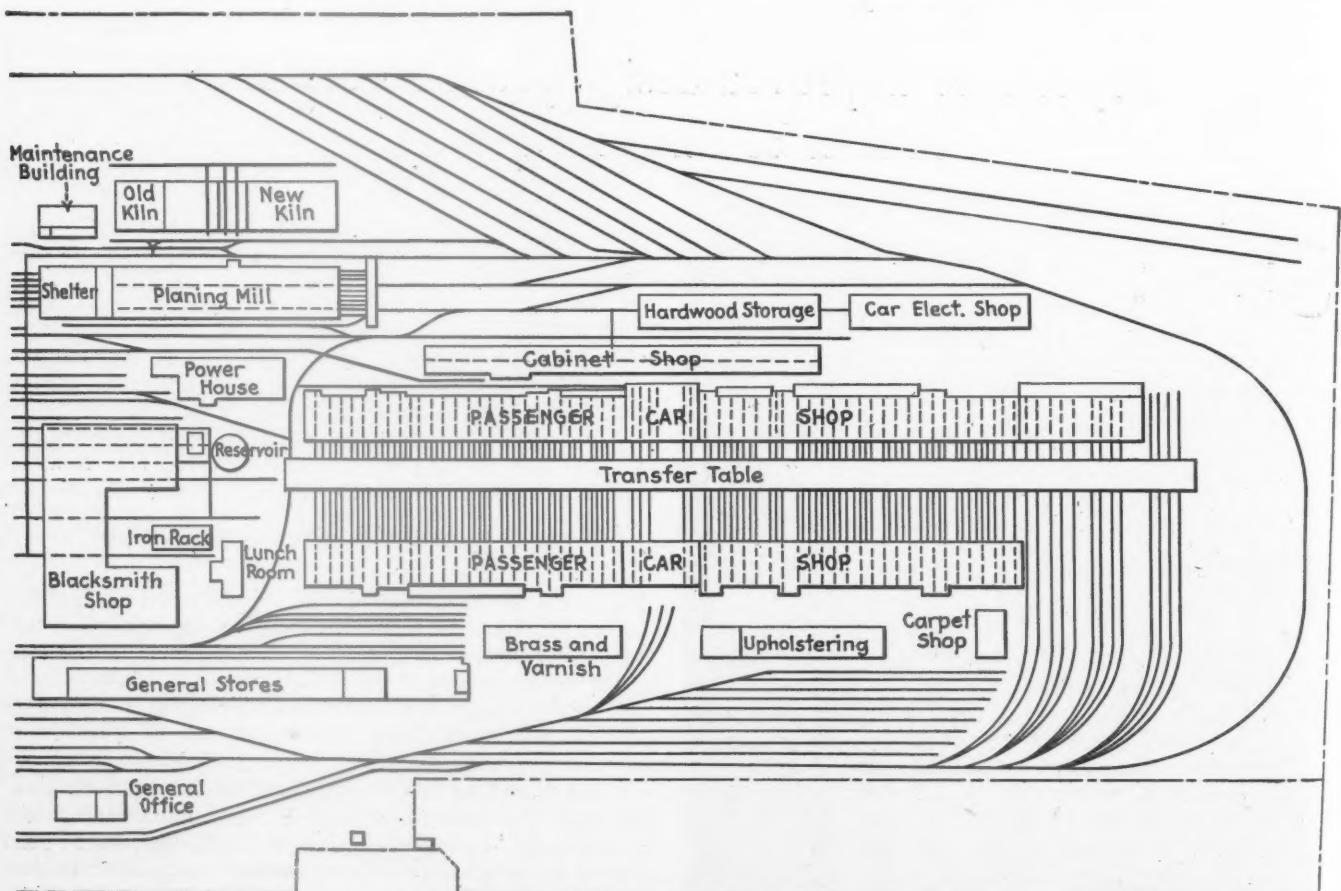 Maintenance
Building
Old
Kiln
New
Kiln
Shelter
Planing Mill
Hardwood Storage
Car Elect. Shop
Power
House
Cabinet Shop
PASSENGER CAR SHOP
Reservoir
Transfer Table
Iron Rack
Lunch
Room
PASSENGER CAR SHOP
Blacksmith
Shop
Brass and
Varnish
Upholstering
Carpet
Shop
General Stores
General
Office